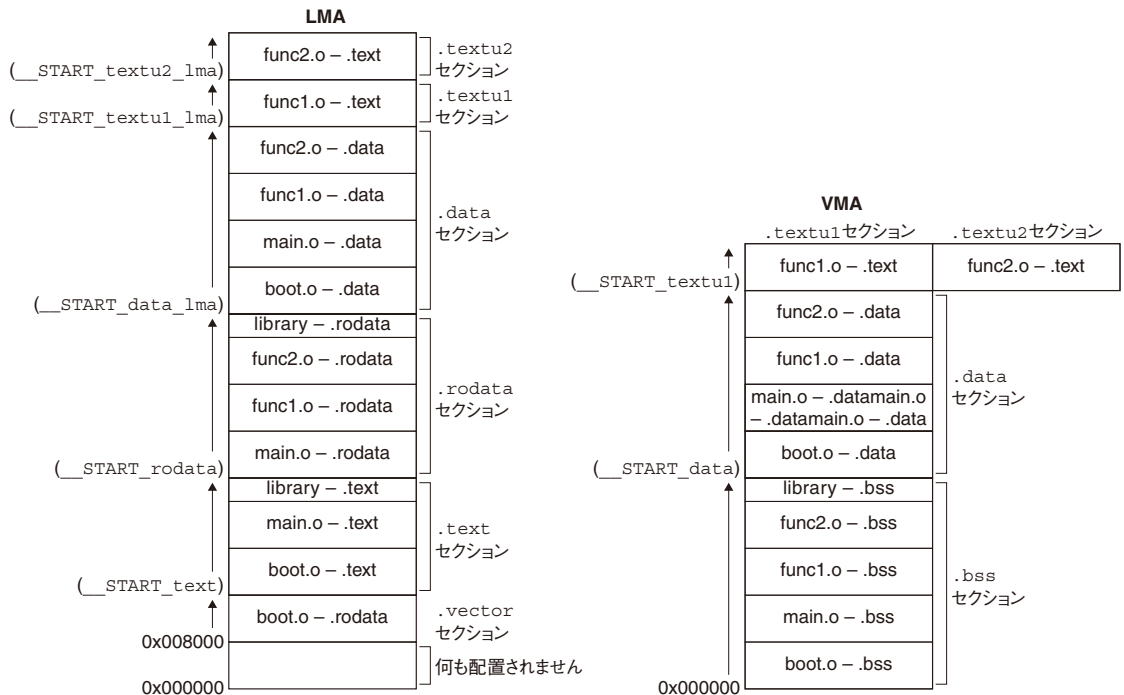 LMA
func2.o – .text
.textu2
セクション
(__START_textu2_lma)
func1.o – .text
.textu1
セクション
(__START_textu1_lma)
func2.o – .data
func1.o – .data
main.o – .data
boot.o – .data
.data
セクション
(__START_data_lma)
library – .rodata
func2.o – .rodata
func1.o – .rodata
main.o – .rodata
.rodata
セクション
(__START_rodata)
library – .text
main.o – .text
boot.o – .text
.text
セクション
(__START_text)
boot.o – .rodata
.vector
セクション
0x008000
何も配置されません
0x000000
VMA
.textu1セクション
.textu2セクション
func1.o – .text
func2.o – .text
(__START_textu1)
func2.o – .data
func1.o – .data
main.o – .datamain.o
– .datamain.o – .data
boot.o – .data
.data
セクション
(__START_data)
library – .bss
func2.o – .bss
func1.o – .bss
main.o – .bss
boot.o – .bss
.bss
セクション
0x000000